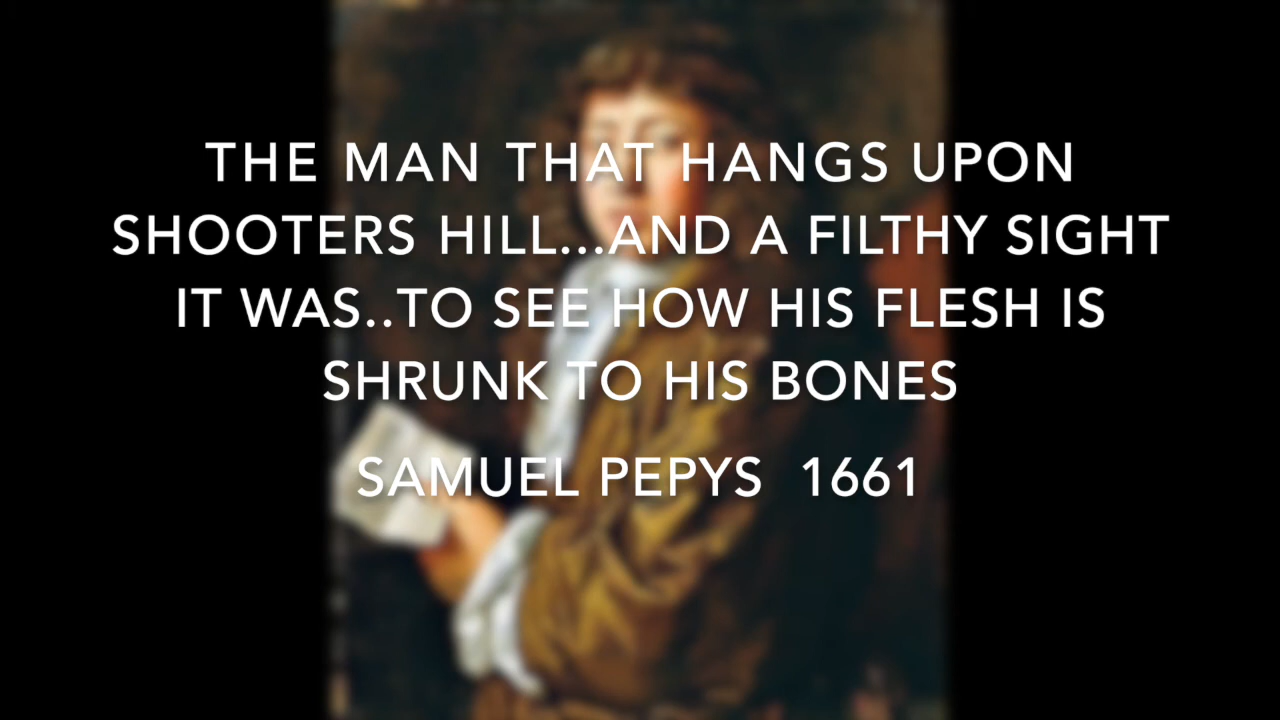 THE MAN THAT HANGS UPON
SHOOTERS HILL...AND A FILTHY SIGHT
IT WAS..TO SEE HOW HIS FLESH IS
SHRUNK TO HIS BONES
SAMUEL PEPYS  1661